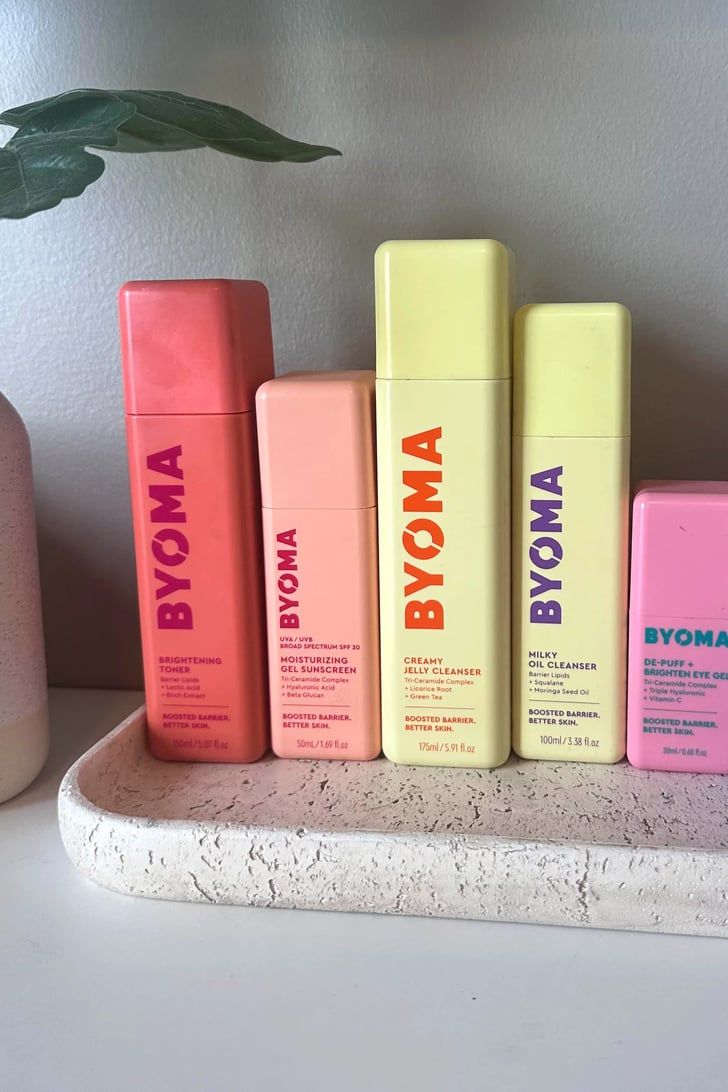 BYOMA
BRIGHTENING
TONER
Barrier Lipids
+ Lactic Acid
+ Birch Extract
BOOSTED BARRIER.
BETTER SKIN.
150ml/5.07 fl.oz
BYOMA
UVA / UVB
BROAD SPECTRUM SPF 30
MOISTURIZING
GEL SUNSCREEN
Tri-Ceramide Complex
+ Hyaluronic Acid
+ Beta Glucan
BOOSTED BARRIER.
BETTER SKIN.
50mL/1.69 fl.oz
BYOMA
CREAMY
JELLY CLEANSER
Tri-Ceramide Complex
+ Licorice Root
+ Green Tea
BOOSTED BARRIER.
BETTER SKIN.
175ml/5.91 fl.oz
BYOMA
MILKY
OIL CLEANSER
Barrier Lipids
+ Squalane
+ Moringa Seed Oil
BOOSTED BARRIER.
BETTER SKIN.
100ml/3.38 fl.oz
BYOMA
DE-PUFF +
BRIGHTEN EYE GEL
Tri-Ceramide Complex
+ Triple Hyaluronic
+ Vitamin C
BOOSTED BARRIER.
BETTER SKIN.
20ml/0.68 fl.oz